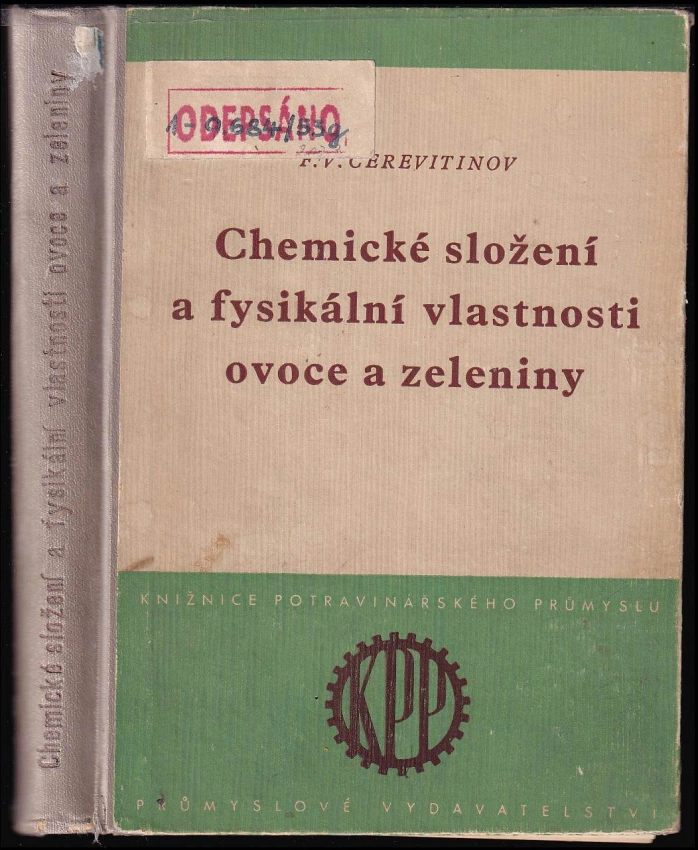 Chemické složení a fysikální vlastnosti ovoce a zeleniny
ODEPSÁNO
F.V. CEREVITINOV
Chemické složení
a fysikální vlastnosti
ovoce a zeleniny
KNIŽNICE POTRAVINÁŘSKÉHO PRŮMYSLU
KPP
PRŮMYSLOVÉ VYDAVATELSTVÍ